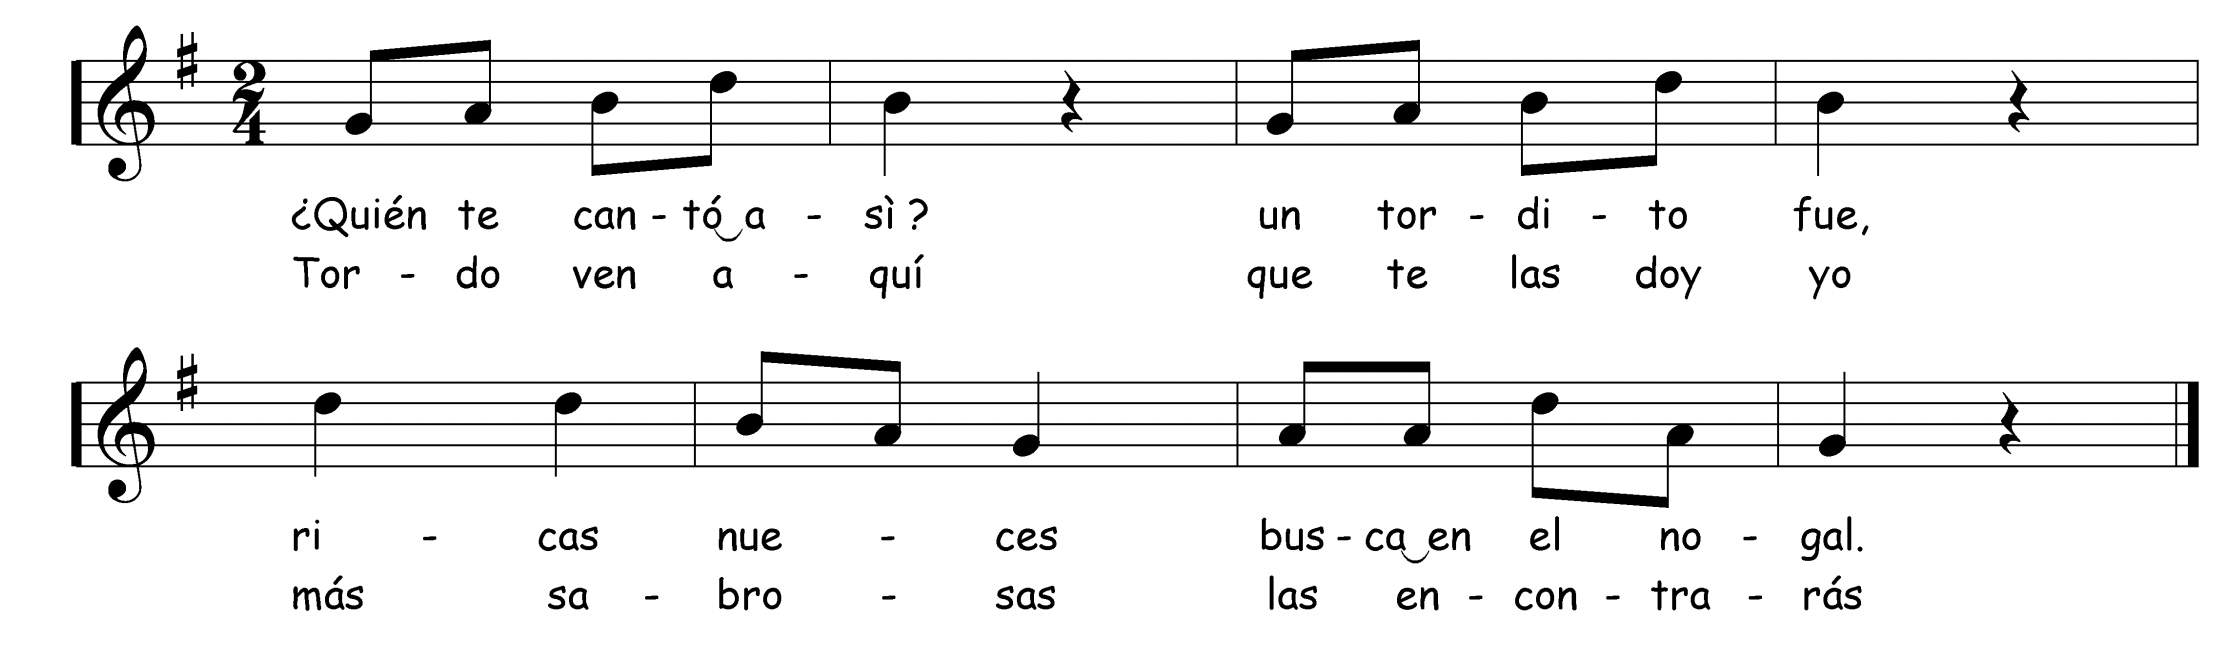 2
4
¿Quién te can - tó‿a - sì ?   un tor - di - to fue,
Tor - do ven a - quí   que te las doy yo
ri - cas nue - ces   bus - ca‿en el no - gal.
más sa - bro - sas   las en - con - tra - rás